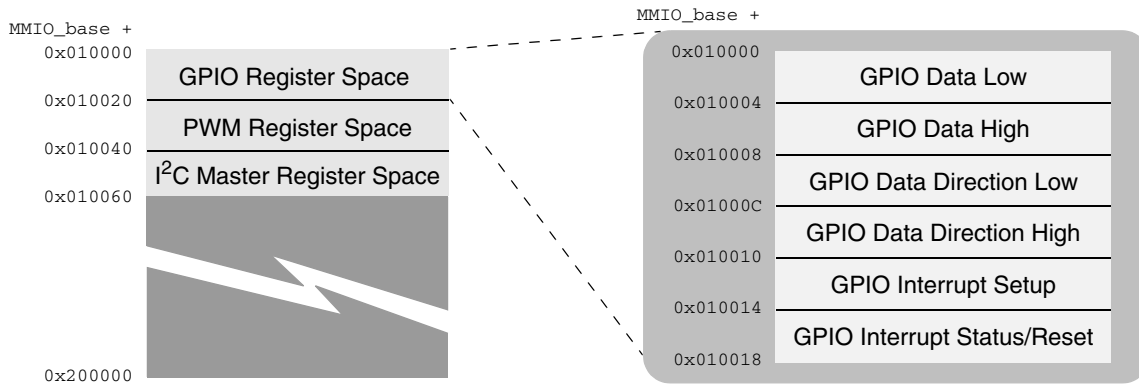 MMIO_base +
0x010000
GPIO Register Space
0x010020
PWM Register Space
0x010040
I²C Master Register Space
0x010060
0x200000
MMIO_base +
0x010000
GPIO Data Low
0x010004
GPIO Data High
0x010008
GPIO Data Direction Low
0x01000C
GPIO Data Direction High
0x010010
GPIO Interrupt Setup
0x010014
GPIO Interrupt Status/Reset
0x010018